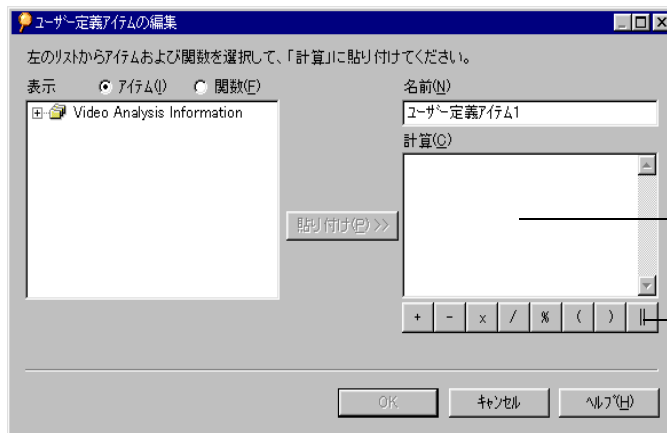 ユーザー定義アイテムの編集
左のリストからアイテムおよび関数を選択して、「計算」に貼り付けてください。
表示 アイテム(I) 関数(F)
Video Analysis Information
貼り付け(P) >>
名前(N)
ユーザー定義アイテム1
計算(C)
+ - x / % ( ) ||
OK キャンセル ヘルプ(H)